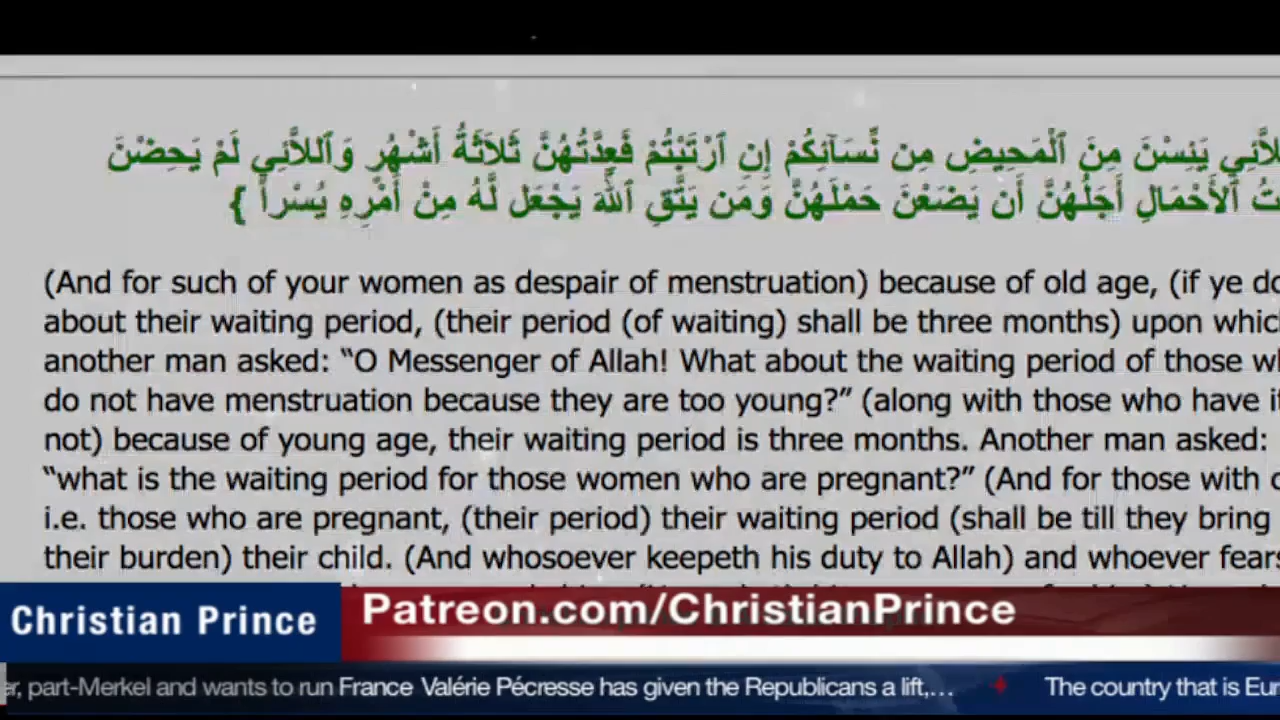 يَئِسْنَ مِنَ ٱلْمَحِيضِ مِن نِّسَآئِكُمْ إِنِ ٱرْتَبْتُمْ فَعِدَّتُهُنَّ ثَلاَثَةُ أَشْهُرٍ وَٱللاَّئِي لَمْ يَحِضْنَ
ٱلأَحْمَالِ أَجَلُهُنَّ أَن يَضَعْنَ حَمْلَهُنَّ وَمَن يَتَّقِ ٱللَّهَ يَجْعَل لَّهُ مِنْ أَمْرِهِ يُسْراً }
(And for such of your women as despair of menstruation) because of old age, (if ye do
about their waiting period, (their period (of waiting) shall be three months) upon whic
another man asked: “O Messenger of Allah! What about the waiting period of those w
do not have menstruation because they are too young?” (along with those who have i
not) because of young age, their waiting period is three months. Another man asked:
“what is the waiting period for those women who are pregnant?” (And for those with
i.e. those who are pregnant, (their period) their waiting period (shall be till they bring
their burden) their child. (And whosoever keepeth his duty to Allah) and whoever fears
Christian Prince
Patreon.com/ChristianPrince
er, part-Merkel and wants to run France Valérie Pécresse has given the Republicans a lift,… The country that is Eur